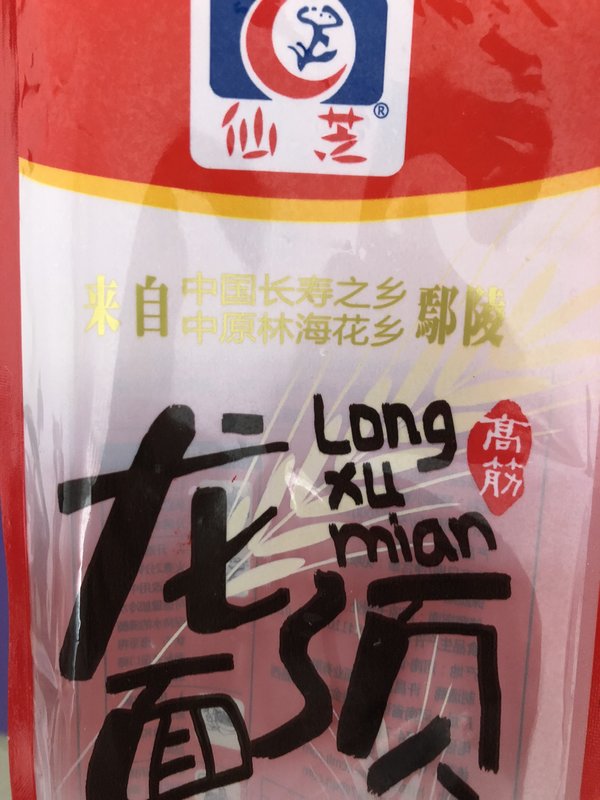 仙芝®
来自 中国长寿之乡 鄢陵
中原林海花乡
Long
xu
mian
高
筋
龙须
面